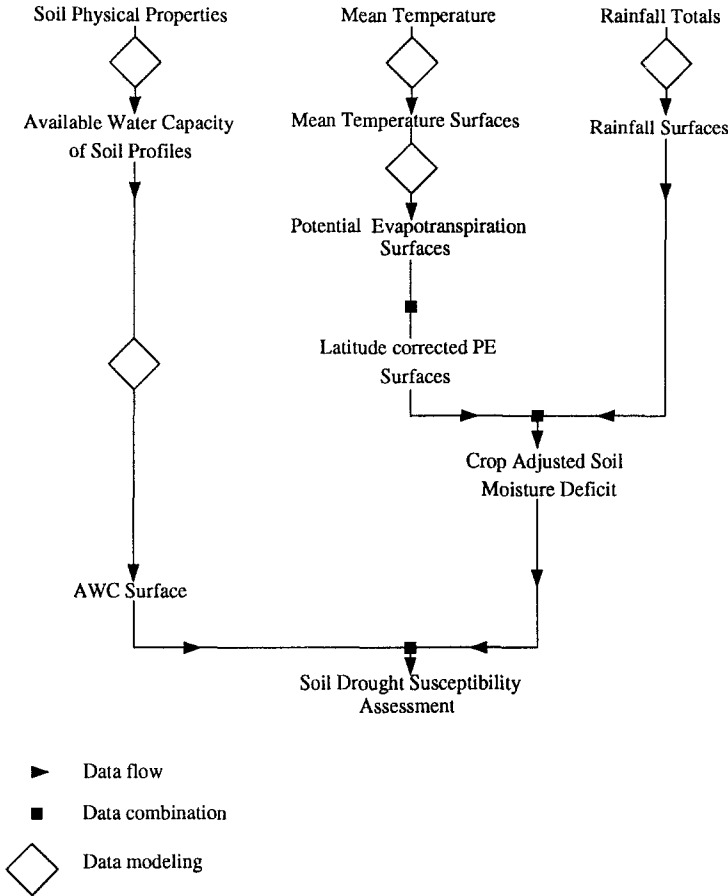 Soil Physical Properties
Mean Temperature
Rainfall Totals
Available Water Capacity
of Soil Profiles
Mean Temperature Surfaces
Rainfall Surfaces
Potential Evapotranspiration
Surfaces
Latitude corrected PE
Surfaces
Crop Adjusted Soil
Moisture Deficit
AWC Surface
Soil Drought Susceptibility
Assessment
Data flow
Data combination
Data modeling